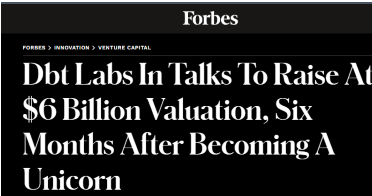 Forbes
FORBES > INNOVATION > VENTURE CAPITAL
Dbt Labs In Talks To Raise At
$6 Billion Valuation, Six
Months After Becoming A
Unicorn